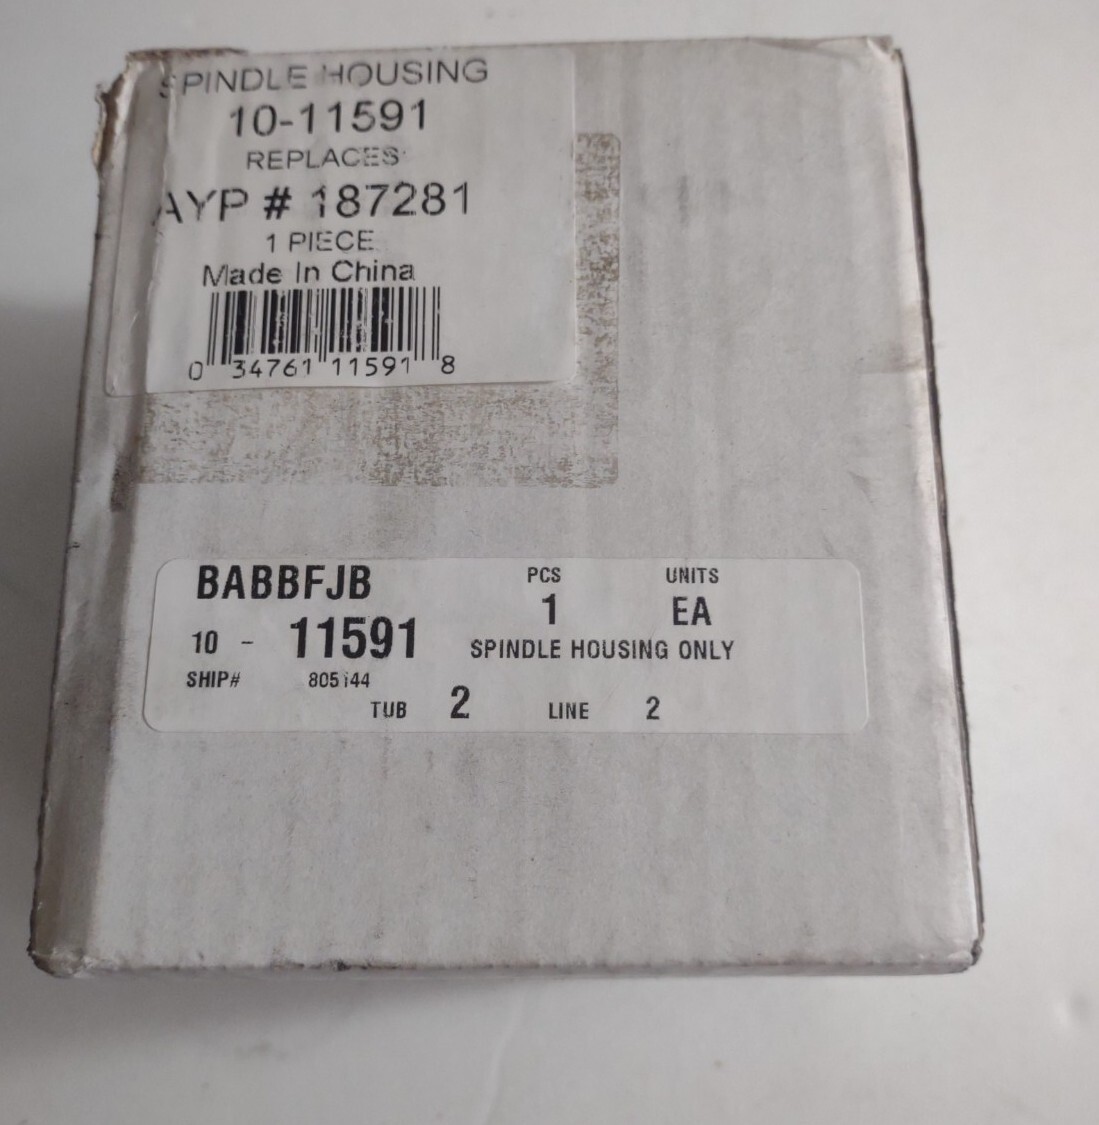 SPINDLE HOUSING
10-11591
REPLACES:
AYP # 187281
1 PIECE
Made In China
0 34761 11591 8
BABBFJB PCS UNITS
1 EA
10 - 11591 SPINDLE HOUSING ONLY
SHIP# 805144
TUB 2 LINE 2